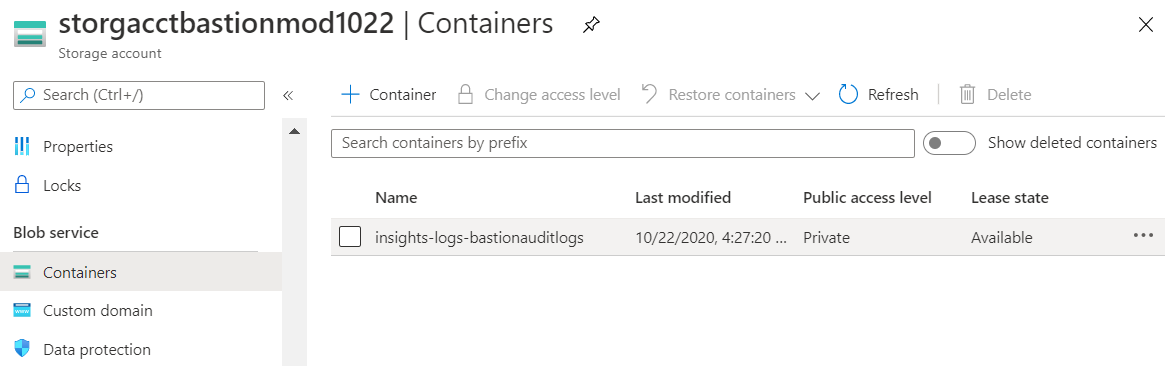 storgacctbastionmod1022 | Containers
Storage account
Search (Ctrl+/)
«
Properties
Locks
Blob service
Containers
Custom domain
Data protection
+ Container
Change access level
Restore containers
Refresh
Delete
Search containers by prefix
Show deleted containers
Name Last modified Public access level Lease state
insights-logs-bastionauditlogs 10/22/2020, 4:27:20 ... Private Available ...